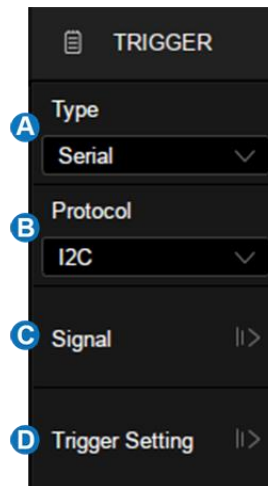 TRIGGER
A
Type
Serial
B
Protocol
I2C
C Signal
D Trigger Setting